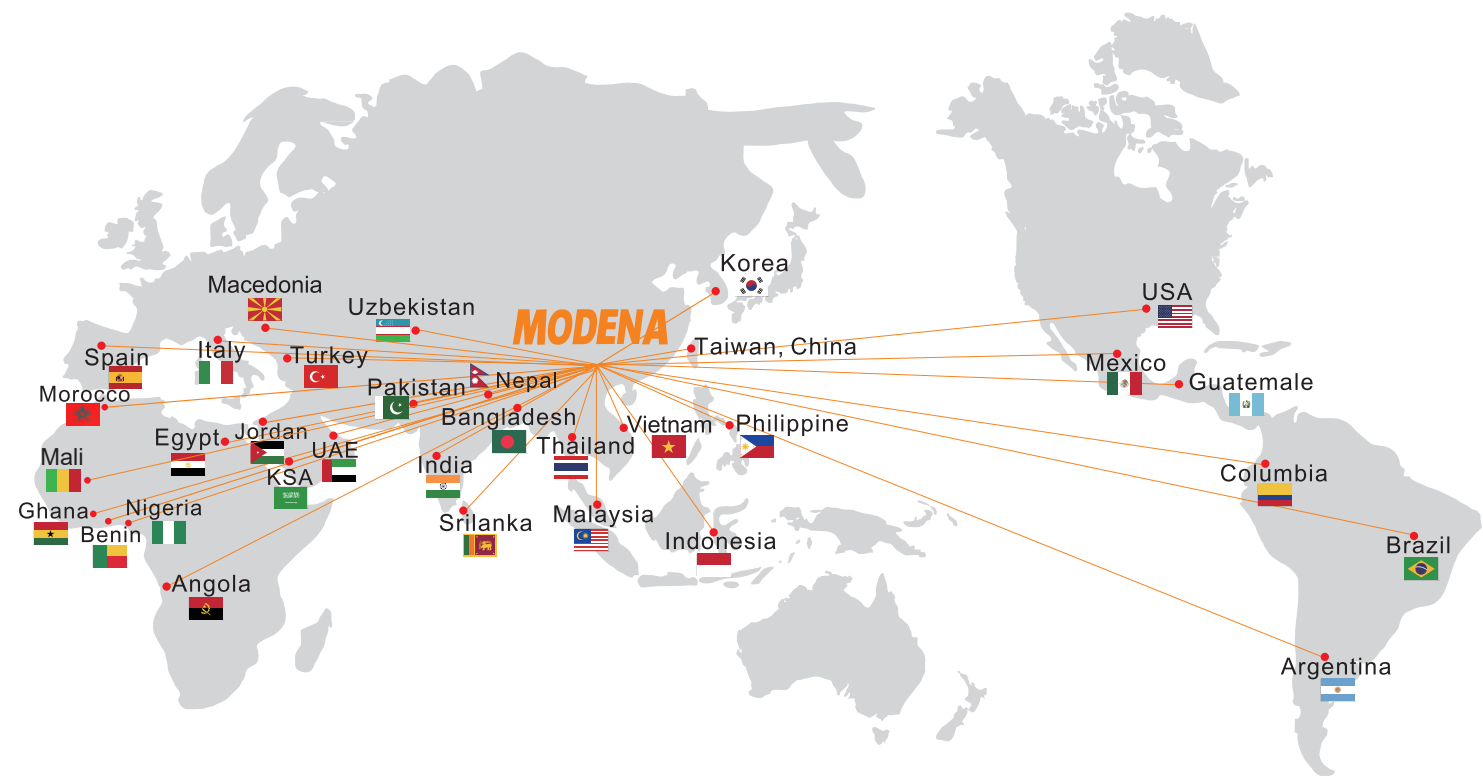 Korea
Macedonia
USA
Uzbekistan
MODENA
Taiwan, China
Italy
Turkey
Spain
Mexico
Nepal
Guatemale
Pakistan
Morocco
Bangladesh
Vietnam
Philippine
Jordan
Egypt
Thailand
UAE
Mali
India
Columbia
KSA
Nigeria
Ghana
Malaysia
Srilanka
Benin
Indonesia
Brazil
Angola
Argentina